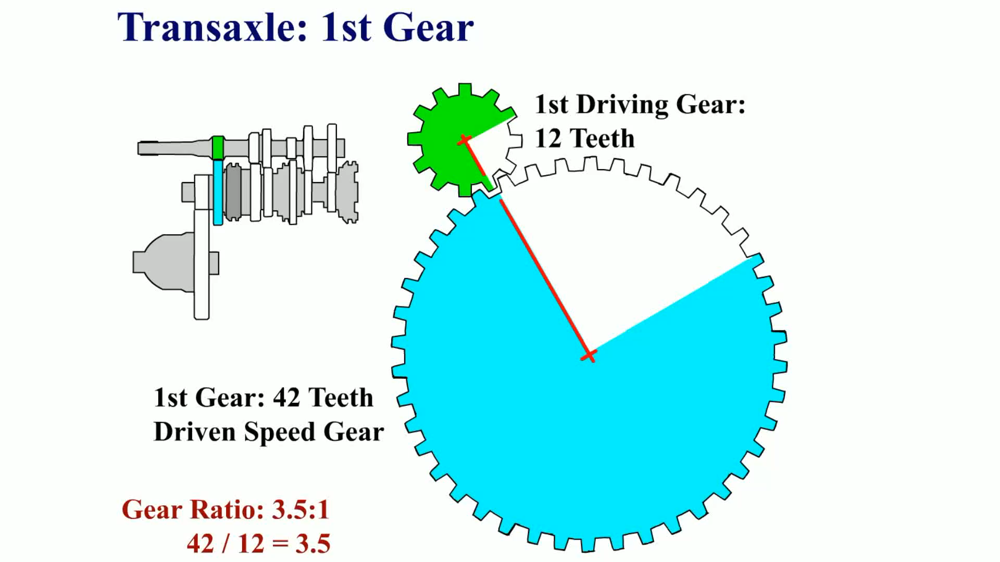 Transaxle: 1st Gear
1st Driving Gear:
12 Teeth
1st Gear: 42 Teeth
Driven Speed Gear
Gear Ratio: 3.5:1
42 / 12 = 3.5